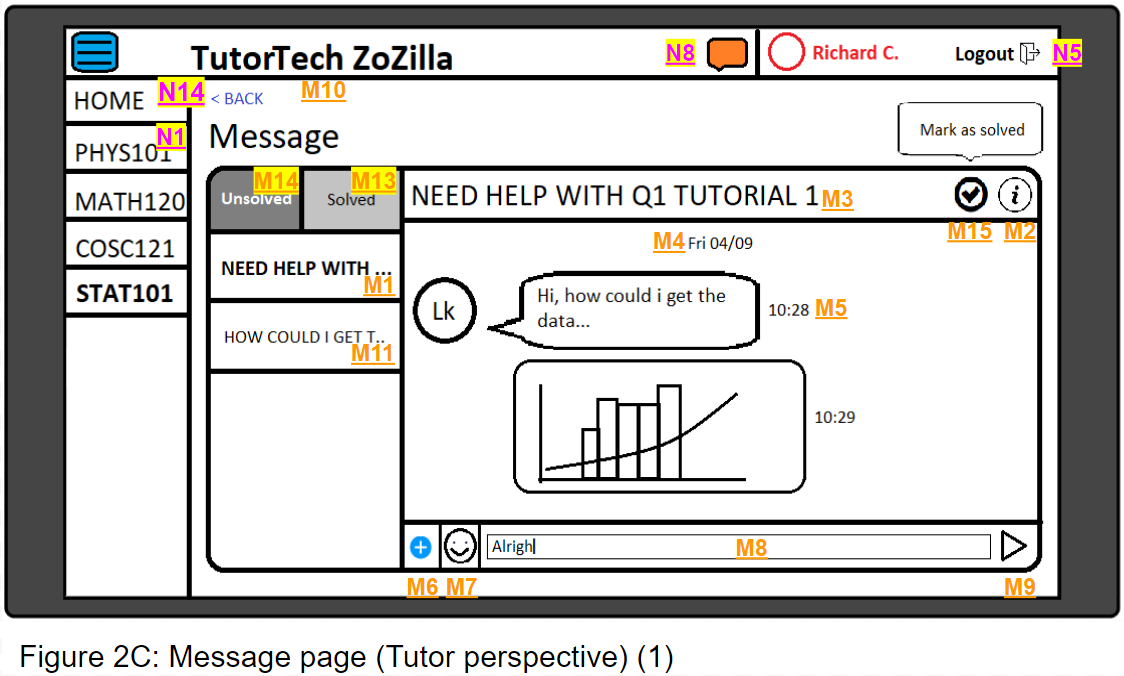 TutorTech ZoZilla N8 Richard C. Logout N5
HOME N14 < BACK M10
N1 Message Mark as solved
PHYS101
MATH120
COSC121
STAT101
M14 M13
Unsolved Solved
NEED HELP WITH ...
M1
HOW COULD I GET T..
M11
NEED HELP WITH Q1 TUTORIAL 1 M3
M15 M2
M4 Fri 04/09
Lk
Hi, how could i get the
data...
10:28 M5
10:29
Alrigh M8
M6 M7 M9
Figure 2C: Message page (Tutor perspective) (1)